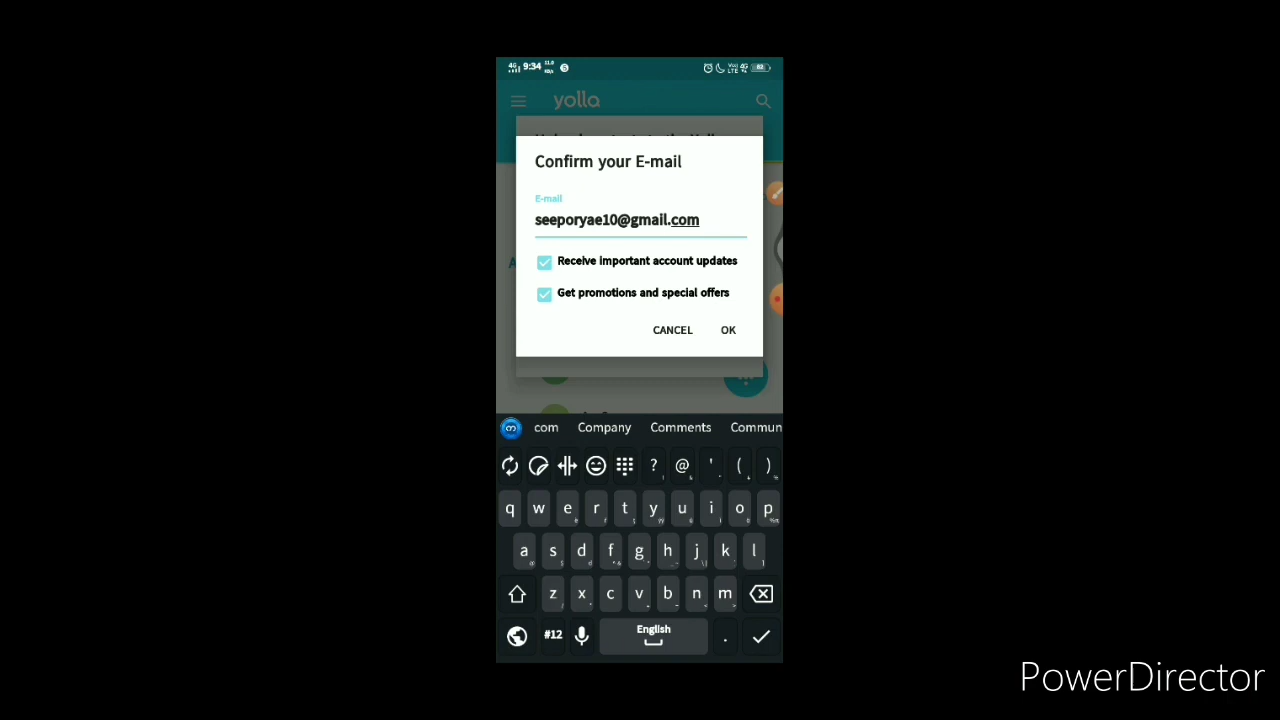 4G 9:34
yolla
Confirm your E-mail
E-mail
seeporyae10@gmail.com
Receive important account updates
Get promotions and special offers
CANCEL OK
com Company Comments Commun
? @ ' ( )
q w e r t y u i o p
a s d f g h j k l
z x c v b n m
#12 English .
PowerDirector